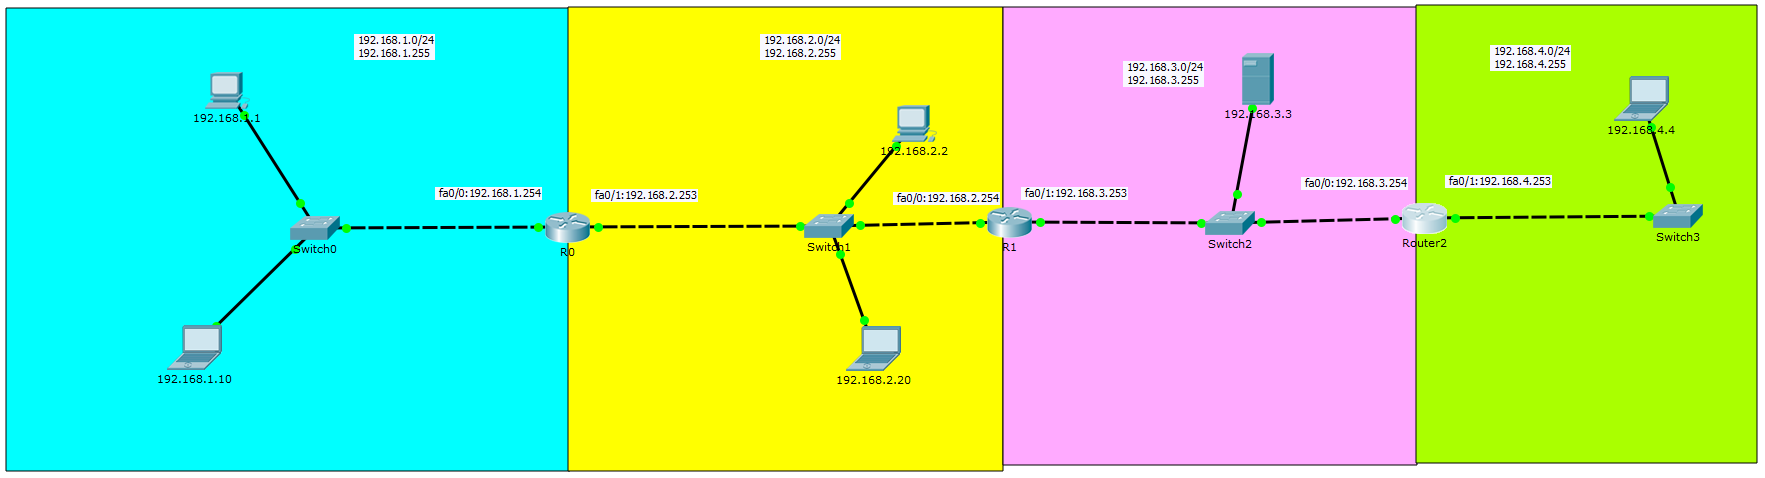 192.168.1.0/24
192.168.1.255
192.168.1.1
fa0/0:192.168.1.254
Switch0
R0
192.168.1.10
192.168.2.0/24
192.168.2.255
192.168.2.2
fa0/1:192.168.2.253
fa0/0:192.168.2.254
Switch1
R1
192.168.2.20
192.168.3.0/24
192.168.3.255
192.168.3.3
fa0/1:192.168.3.253
fa0/0:192.168.3.254
Switch2
Router2
192.168.4.0/24
192.168.4.255
192.168.4.4
fa0/1:192.168.4.253
Switch3